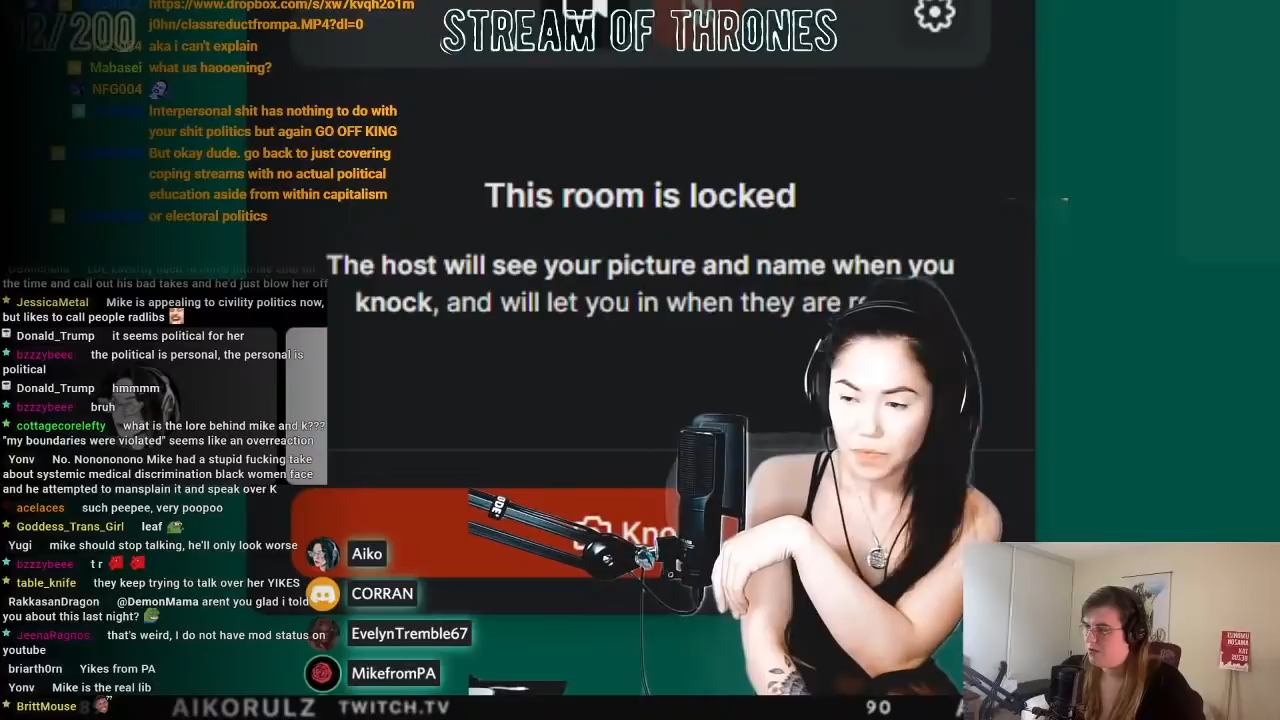 https://www.dropbox.com/s/xw7kvqh2o1m
j0hn/classreductfrompa.MP4?dl=0
/200
STREAM OF THRONES
aka i can't explain
Mabasei what us haooening?
NFG004
Interpersonal shit has nothing to do with
your shit politics but again GO OFF KING
But okay dude. go back to just covering
coping streams with no actual political
education aside from within capitalism
or electoral politics
This room is locked
The host will see your picture and name when you
knock, and will let you in when they are
Kno
the time and call out his bad takes and he'd just blow her off
JessicaMetal Mike is appealing to civility politics now,
but likes to call people radlibs
Donald_Trump it seems political for her
bzzzybeee the political is personal, the personal is
political
Donald_Trump hmmmm
bzzzybeee bruh
cottagecorelefty what is the lore behind mike and k???
"my boundaries were violated" seems like an overreaction
Yonv No. Nonononono Mike had a stupid fucking take
about systemic medical discrimination black women face
and he attempted to mansplain it and speak over K
acelaces such peepee, very poopoo
Goddess_Trans_Girl leaf
Yugi mike should stop talking, he'll only look worse
bzzzybeee t r
table_knife they keep trying to talk over her YIKES
RakkasanDragon @DemonMama arent you glad i told
you about this last night?
JeenaRagnos that's weird, I do not have mod status on
youtube
briarth0rn Yikes from PA
Yonv Mike is the real lib
BrittMouse
Aiko
CORRAN
EvelynTremble67
MikefromPA
AIKORULZ TWITCH.TV
90